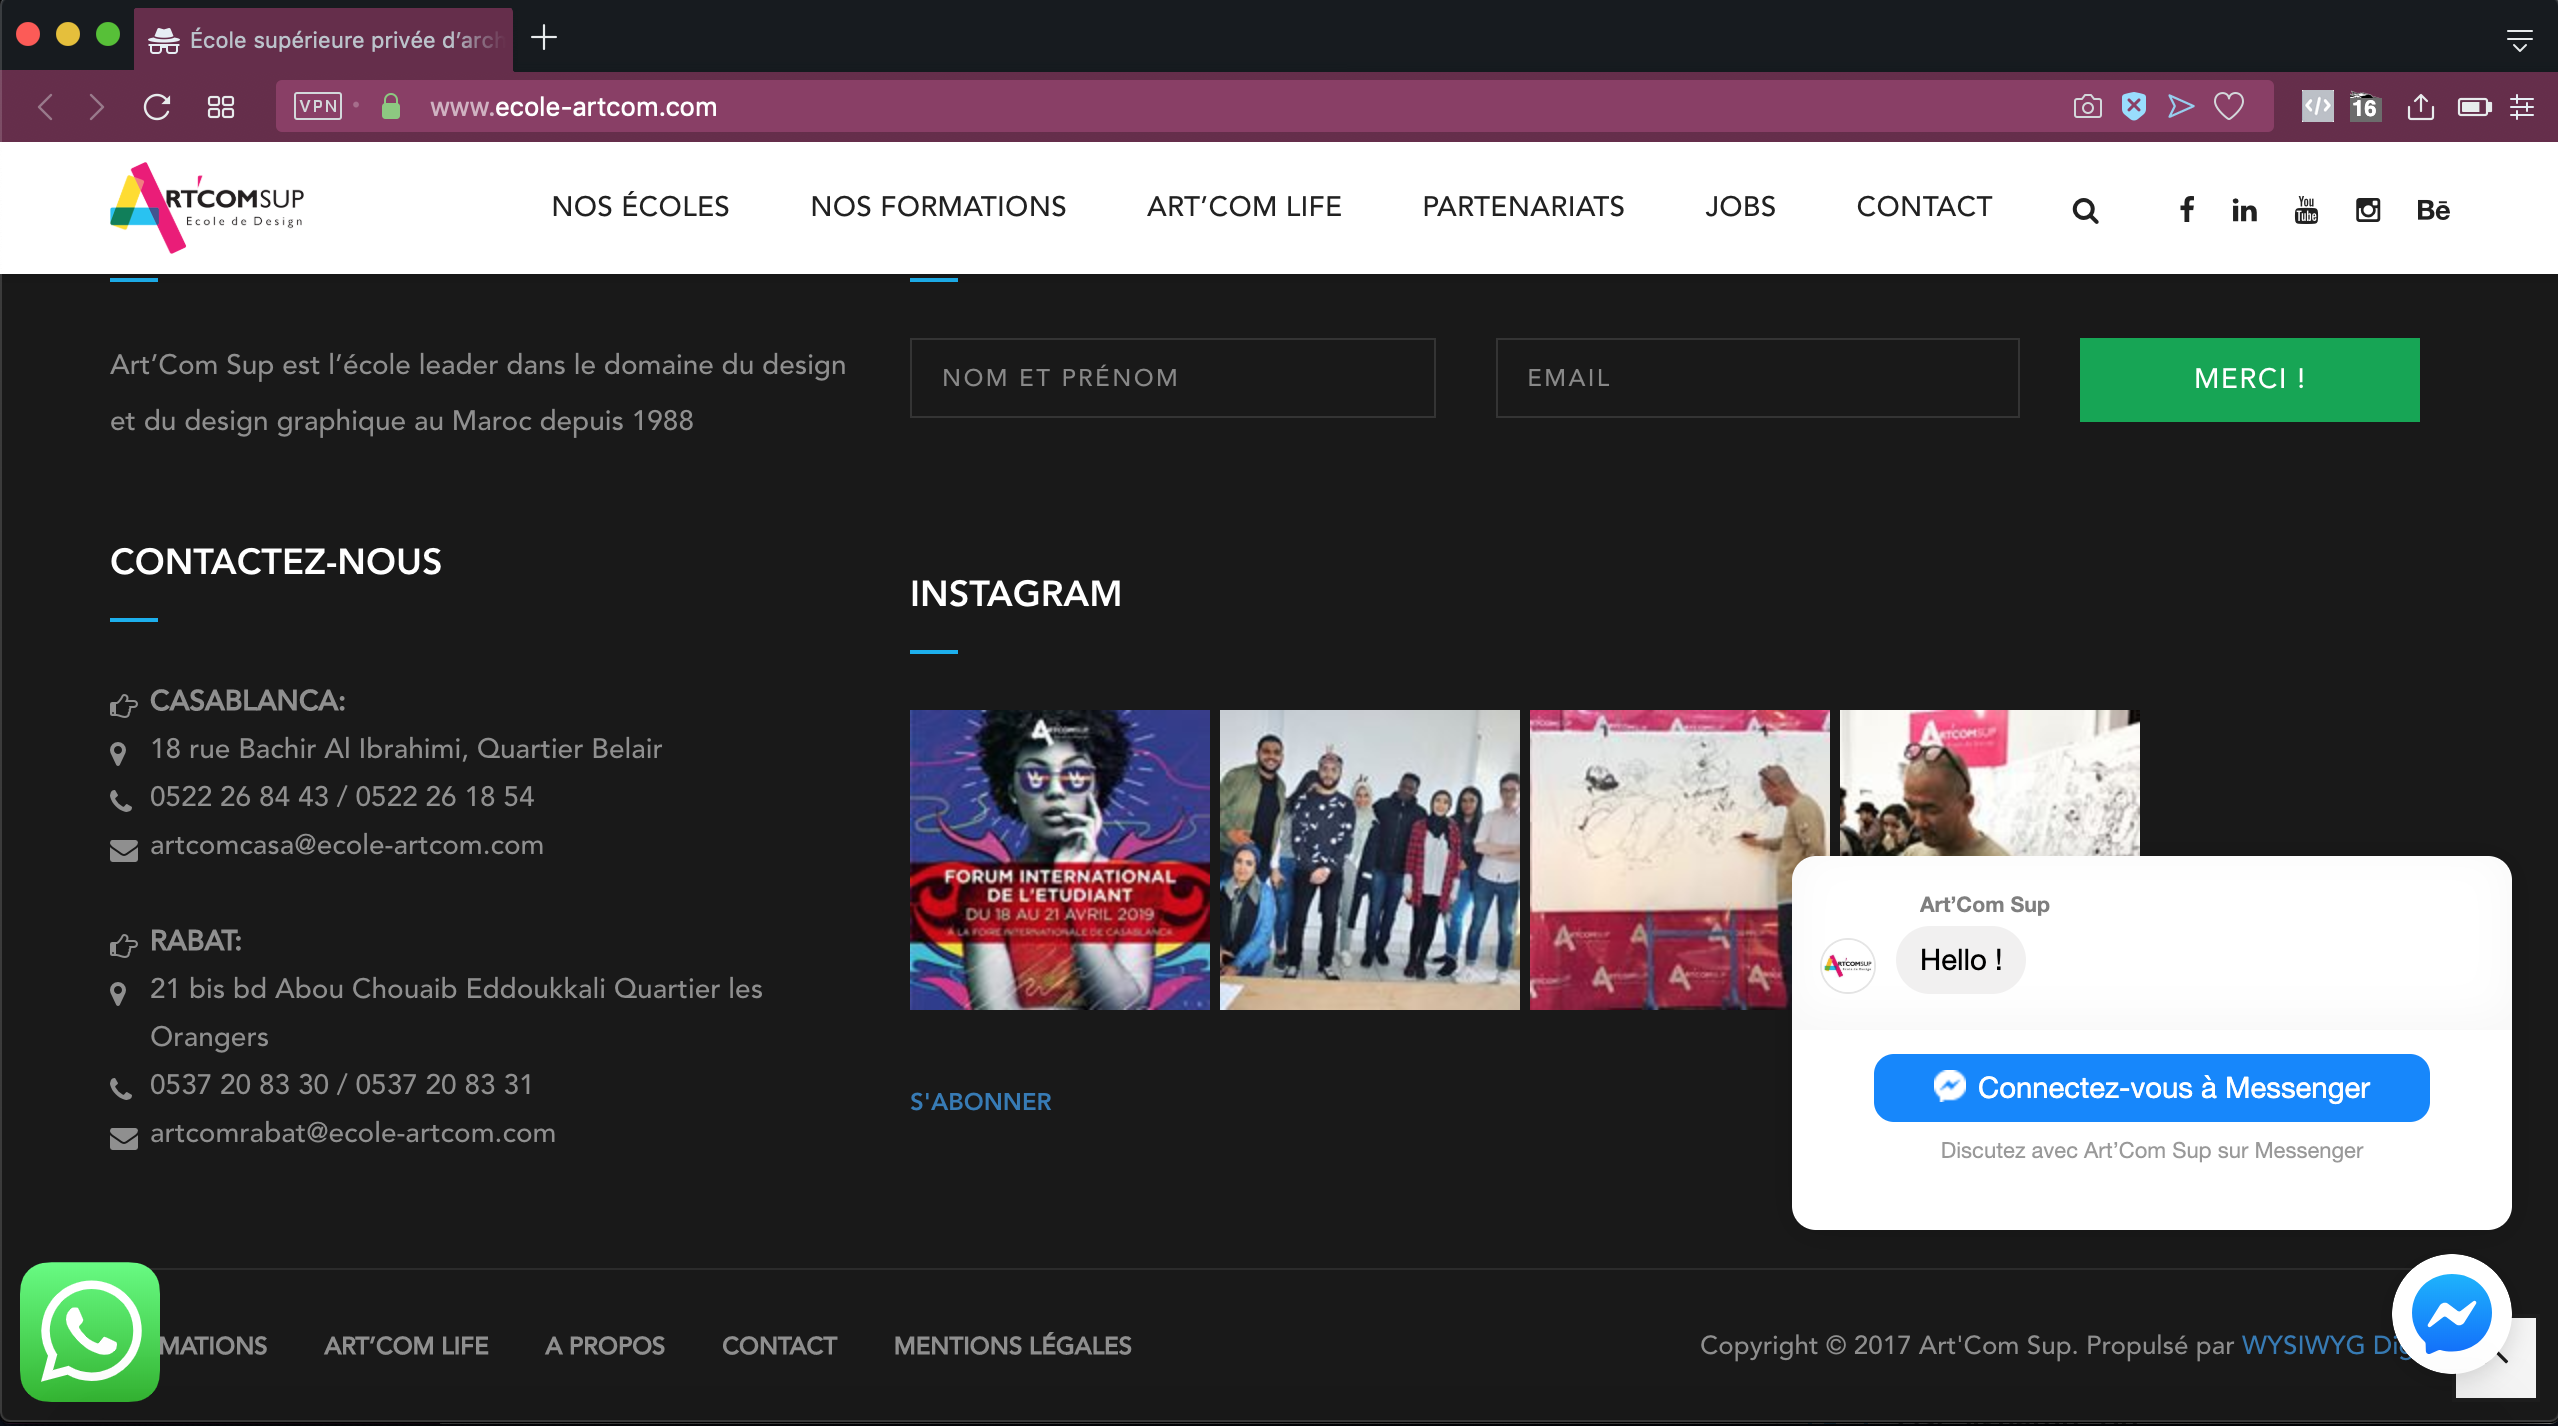 École supérieure privée d’arch
VPN
www.ecole-artcom.com
16
ART'COMSUP
Ecole de Design
NOS ÉCOLES
NOS FORMATIONS
ART’COM LIFE
PARTENARIATS
JOBS
CONTACT
You
Tube
Art’Com Sup est l’école leader dans le domaine du design
et du design graphique au Maroc depuis 1988
NOM ET PRÉNOM
EMAIL
MERCI !
CONTACTEZ-NOUS
CASABLANCA:
18 rue Bachir Al Ibrahimi, Quartier Belair
0522 26 84 43 / 0522 26 18 54
artcomcasa@ecole-artcom.com
RABAT:
21 bis bd Abou Chouaib Eddoukkali Quartier les
Orangers
0537 20 83 30 / 0537 20 83 31
artcomrabat@ecole-artcom.com
INSTAGRAM
ARTCOMSUP
FORUM INTERNATIONAL
DE L'ETUDIANT
DU 18 AU 21 AVRIL 2019
À LA FOIRE INTERNATIONALE DE CASABLANCA
ARTCOMSUP
S'ABONNER
Art’Com Sup
Hello !
Connectez-vous à Messenger
Discutez avec Art’Com Sup sur Messenger
MATIONS
ART’COM LIFE
A PROPOS
CONTACT
MENTIONS LÉGALES
Copyright © 2017 Art'Com Sup. Propulsé par WYSIWYG Dig